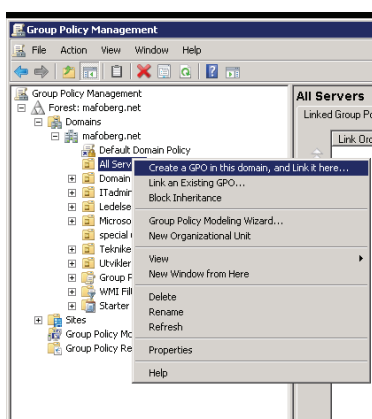 Group Policy Management
File Action View Window Help
Group Policy Management
Forest: mafoberg.net
Domains
mafoberg.net
Default Domain Policy
All Serv
Domain
ITadmin
Ledelse
Microso
special
Teknike
Utvikler
Group P
WMI Filt
Starter
Sites
Group Policy Mo
Group Policy Re
All Servers
Linked Group Po
Link Ord
Create a GPO in this domain, and Link it here...
Link an Existing GPO...
Block Inheritance
Group Policy Modeling Wizard...
New Organizational Unit
View
New Window from Here
Delete
Rename
Refresh
Properties
Help